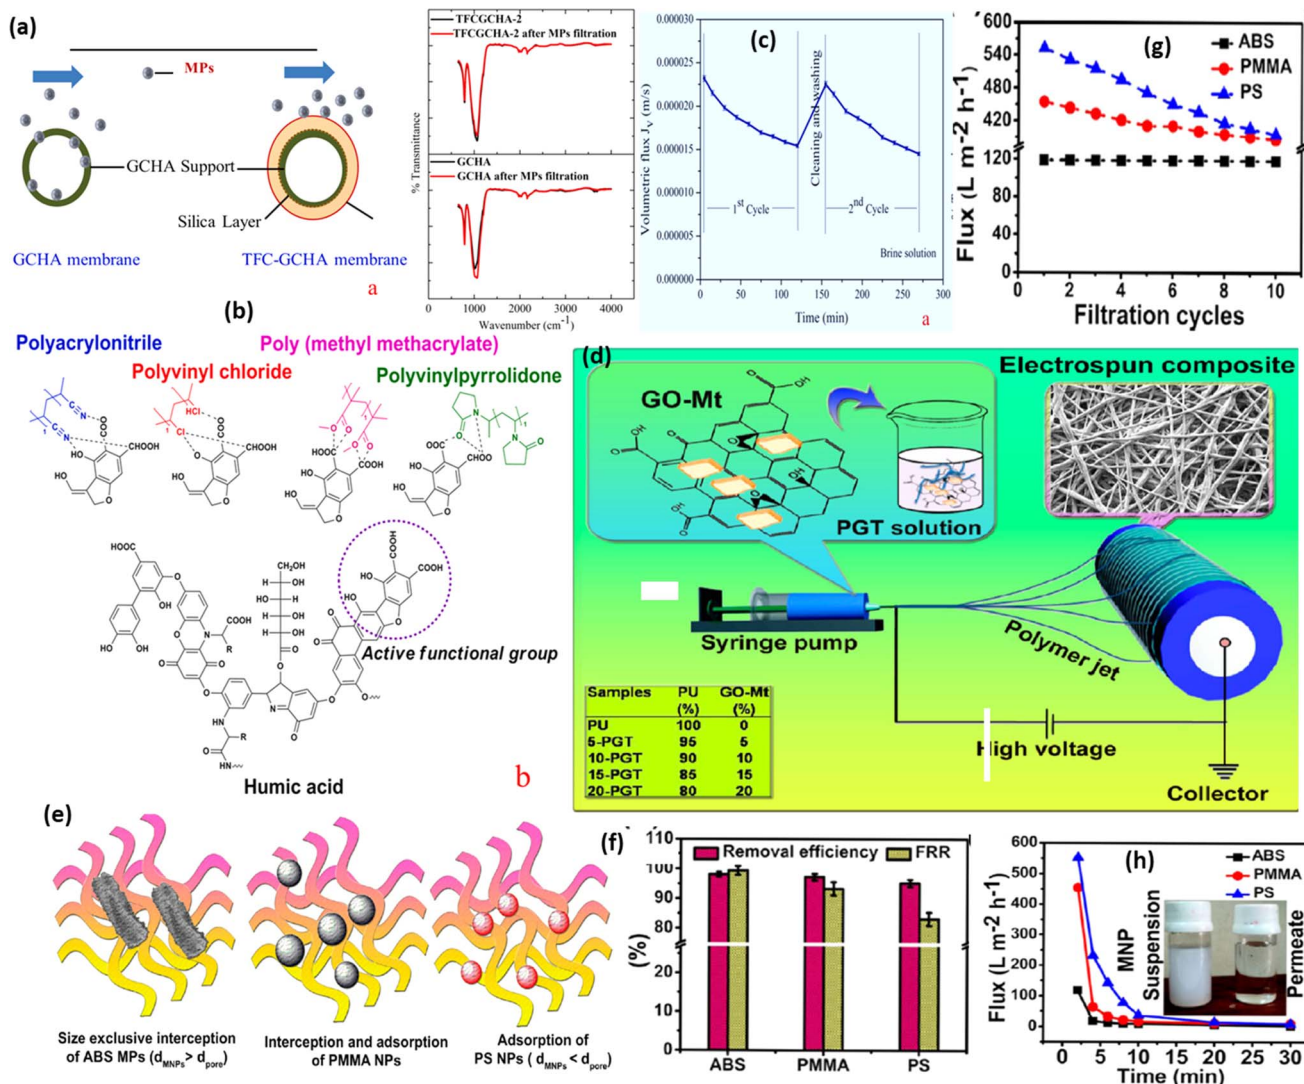 (a)
MPs
GCHA Support
Silica Layer
GCHA membrane
TFC-GCHA membrane
a
TFCGCHA-2
TFCGCHA-2 after MPs filtration
GCHA
GCHA after MPs filtration
% Transmittance
0 1000 2000 3000 4000
Wavenumber (cm-1)
(c)
0.000030
0.000025
0.000020
0.000015
0.000010
0.000005
0.000000
Volumetric flux Jv (m/s)
Cleaning and washing
1st Cycle
2nd Cycle
Brine solution
0 50 100 150 200 250 300
Time (min)
a
(g)
ABS
PMMA
PS
600
540
480
420
120
80
40
0
Flux (L m-2 h-1)
0 2 4 6 8 10
Filtration cycles
(b)
Polyacrylonitrile
Poly (methyl methacrylate)
Polyvinyl chloride
Polyvinylpyrrolidone
Active functional group
Humic acid
b
(d)
GO-Mt
PGT solution
Electrospun composite
Syringe pump
Polymer jet
High voltage
Collector
Samples PU GO-Mt
(%) (%)
PU 100 0
5-PGT 95 5
10-PGT 90 10
15-PGT 85 15
20-PGT 80 20
(e)
Size exclusive interception
of ABS MPs (dMNPs > dpore)
Interception and adsorption
of PMMA NPs
Adsorption of
PS NPs ( dMNPs < dpore)
(f)
Removal efficiency
FRR
110
100
90
80
20
10
0
(%)
ABS PMMA PS
(h)
ABS
PMMA
PS
600
500
400
300
200
100
0
Flux (L m-2 h-1)
MNP
Suspension
Permeate
0 5 10 15 20 25 30
Time (min)